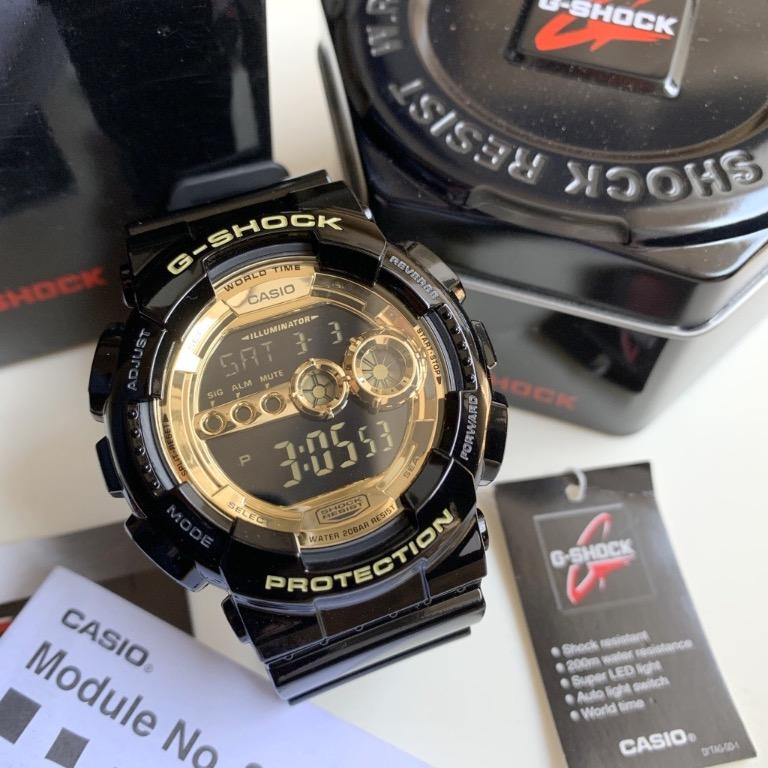 G-SHOCK
SHOCK RESIST
SHOCK
SHOCK
G-SHOCK
WORLD TIME
CASIO
REVERSE
ILLUMINATOR
START·STOP
ADJUST
SAT 3-3
SIG ALM MUTE
P 3:05 53
SPLIT·RESET
FORWARD
SEA
SELECT
SHOCK
RESIST
WATER 20BAR RESIST
MODE
PROTECTION
CASIO®
Module No.
G-SHOCK
• Shock resistant
• 200m water resistance
• Super LED light
• Auto light switch
• World time
CASIO®